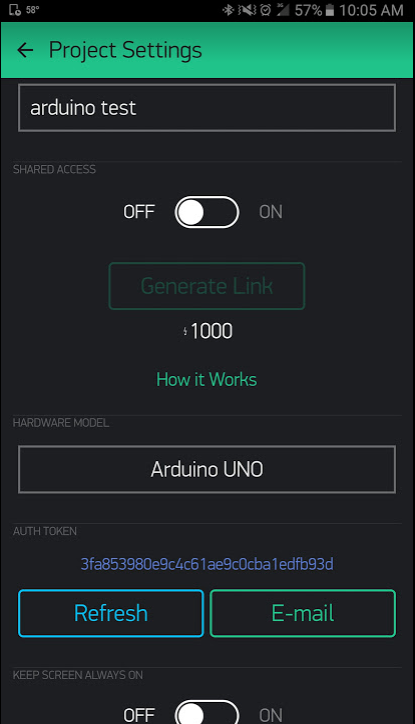 58°
57% 10:05 AM
Project Settings
arduino test
SHARED ACCESS
OFF ON
Generate Link
1000
How it Works
HARDWARE MODEL
Arduino UNO
AUTH TOKEN
3fa853980e9c4c61ae9c0cba1edfb93d
Refresh E-mail
KEEP SCREEN ALWAYS ON
OFF ON